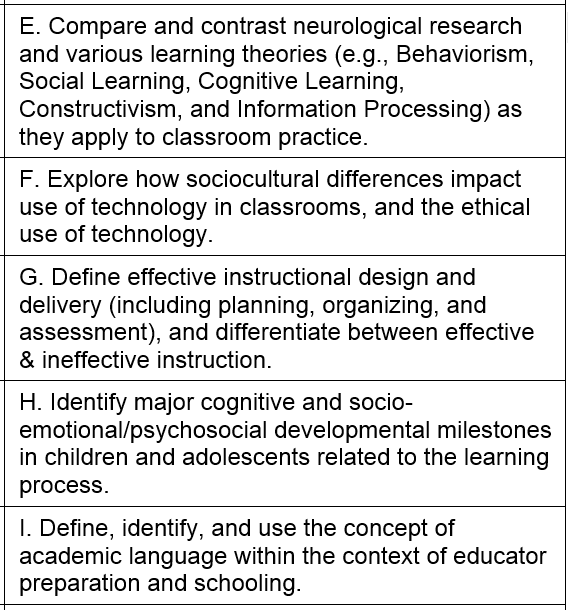 E. Compare and contrast neurological research
and various learning theories (e.g., Behaviorism,
Social Learning, Cognitive Learning,
Constructivism, and Information Processing) as
they apply to classroom practice.
F. Explore how sociocultural differences impact
use of technology in classrooms, and the ethical
use of technology.
G. Define effective instructional design and
delivery (including planning, organizing, and
assessment), and differentiate between effective
& ineffective instruction.
H. Identify major cognitive and socio-
emotional/psychosocial developmental milestones
in children and adolescents related to the learning
process.
I. Define, identify, and use the concept of
academic language within the context of educator
preparation and schooling.